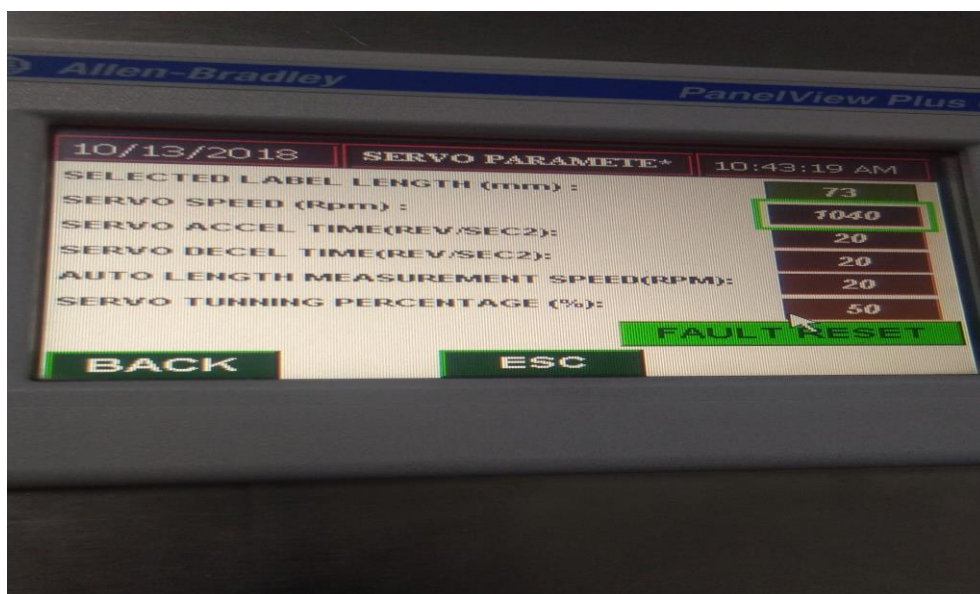 Allen-Bradley
PanelView Plus
10/13/2018 SERVO PARAMETE* 10:43:19 AM
SELECTED LABEL LENGTH (mm) : 73
SERVO SPEED (Rpm) : 1040
SERVO ACCEL TIME(REV/SEC2): 20
SERVO DECEL TIME(REV/SEC2): 20
AUTO LENGTH MEASUREMENT SPEED(RPM): 20
SERVO TUNNING PERCENTAGE (%): 50
FAULT RESET
BACK ESC